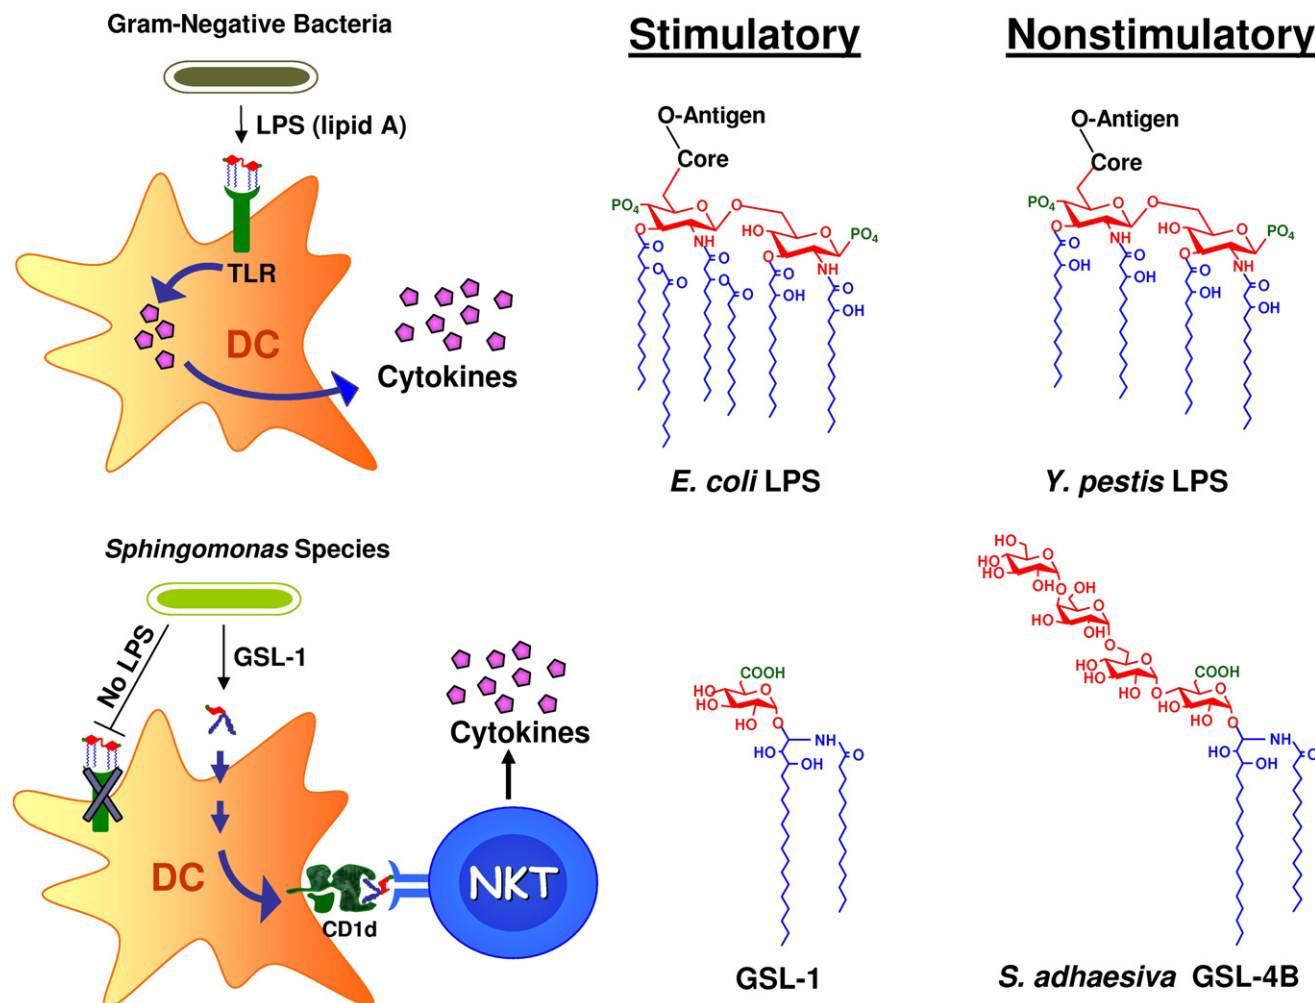 Gram-Negative Bacteria
LPS (lipid A)
TLR
DC
Cytokines
Stimulatory
Nonstimulatory
O-Antigen
Core
PO4
O
O
HO
O
PO4
O
NH
O
NH
O
O
O
O
O
O
O
O
O
OH
O
OH
E. coli LPS
O-Antigen
Core
PO4
O
O
HO
O
PO4
O
NH
O
NH
O
OH
O
OH
O
OH
O
OH
Y. pestis LPS
Sphingomonas Species
No LPS
GSL-1
DC
CD1d
NKT
Cytokines
COOH
HO
HO
HO
O
HO
O
NH
O
HO
OH
GSL-1
HO
HO
HO
O
HO
O
HO
HO
O
OH
O
HO
HO
O
HO
O
COOH
O
HO
HO
O
NH
O
HO
OH
S. adhaesiva GSL-4B